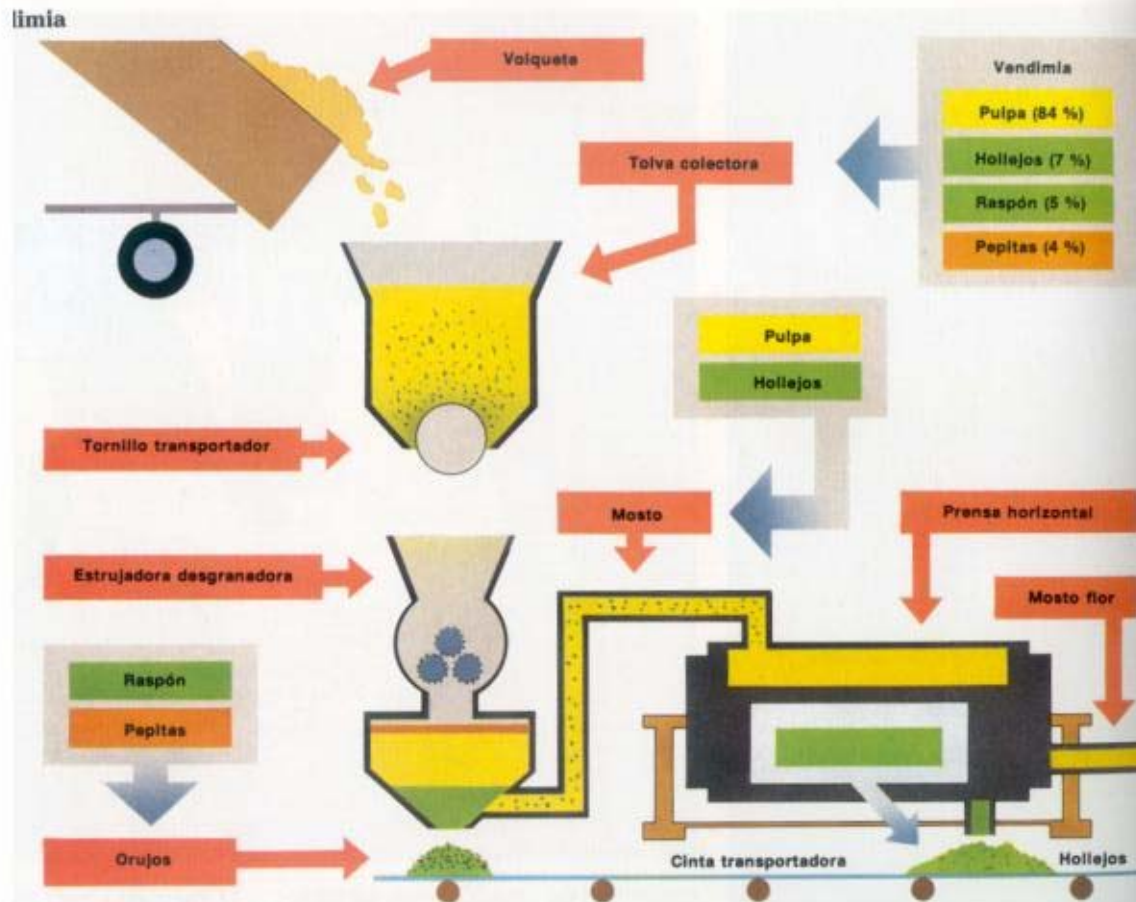 limia
Volquete
Vendimia
Pulpa (84 %)
Hollejos (7 %)
Raspón (5 %)
Pepitas (4 %)
Tolva colectora
Pulpa
Hollejos
Tornillo transportador
Mosto
Prensa horizontal
Estrujadora desgranadora
Mosto flor
Raspón
Pepitas
Orujos
Cinta transportadora
Hollejos